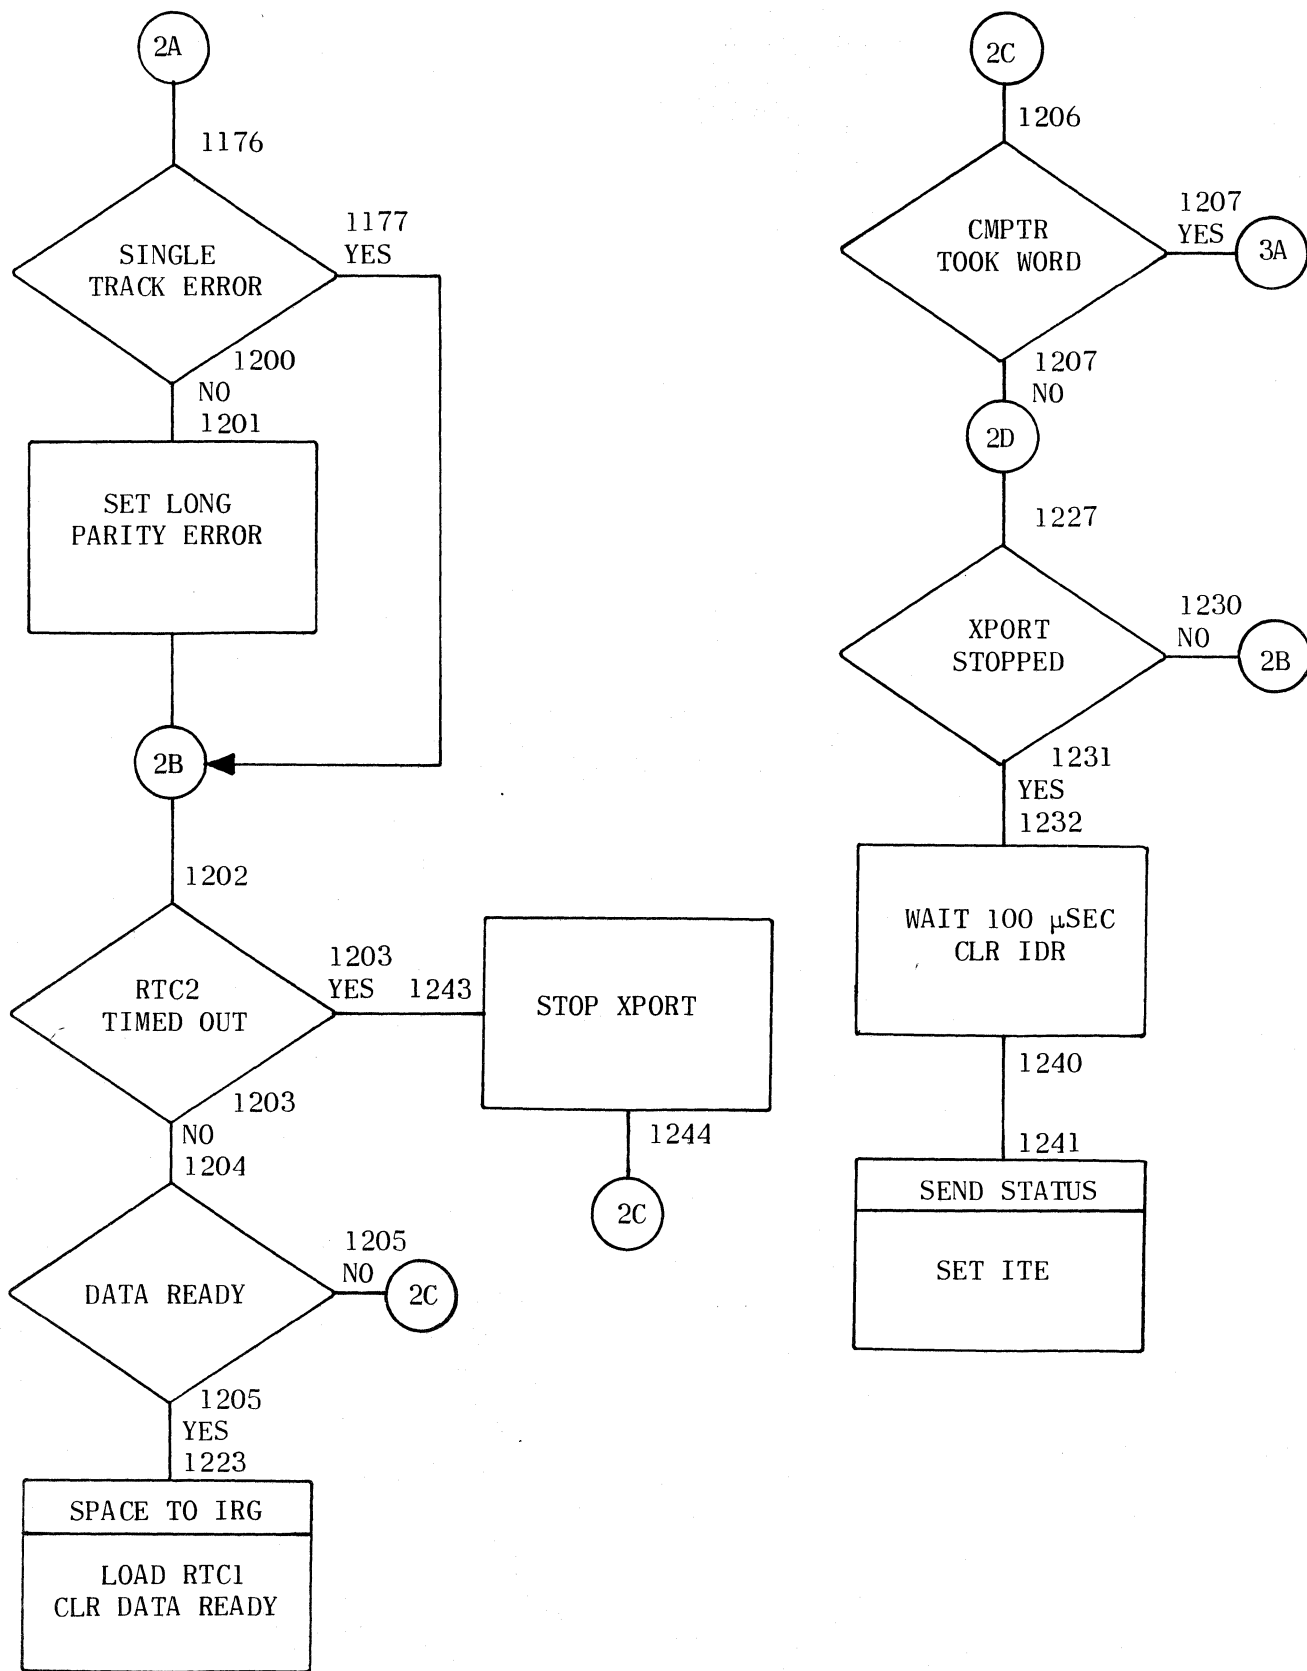 2A
1176
SINGLE
TRACK ERROR
1177
YES
1200
NO
1201
SET LONG
PARITY ERROR
2B
1202
RTC2
TIMED OUT
1203
YES
1243
STOP XPORT
1244
2C
1203
NO
1204
DATA READY
1205
NO
2C
1205
YES
1223
SPACE TO IRG
LOAD RTC1
CLR DATA READY
2C
1206
CMPTR
TOOK WORD
1207
YES
3A
1207
NO
2D
1227
XPORT
STOPPED
1230
NO
2B
1231
YES
1232
WAIT 100 μSEC
CLR IDR
1240
1241
SEND STATUS
SET ITE